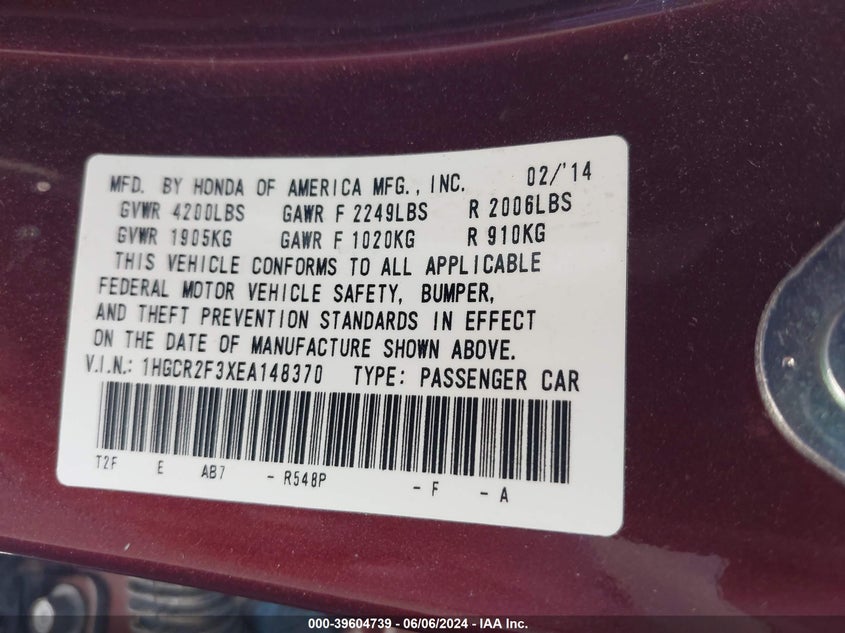 MFD. BY HONDA OF AMERICA MFG., INC. 02/'14
GVWR 4200LBS GAWR F 2249LBS R 2006LBS
GVWR 1905KG GAWR F 1020KG R 910KG
THIS VEHICLE CONFORMS TO ALL APPLICABLE
FEDERAL MOTOR VEHICLE SAFETY, BUMPER,
AND THEFT PREVENTION STANDARDS IN EFFECT
ON THE DATE OF MANUFACTURE SHOWN ABOVE.
V.I.N.: 1HGCR2F3XEA148370 TYPE: PASSENGER CAR
T2F E AB7 - R548P - F - A
000-39604739 - 06/06/2024 - IAA Inc.